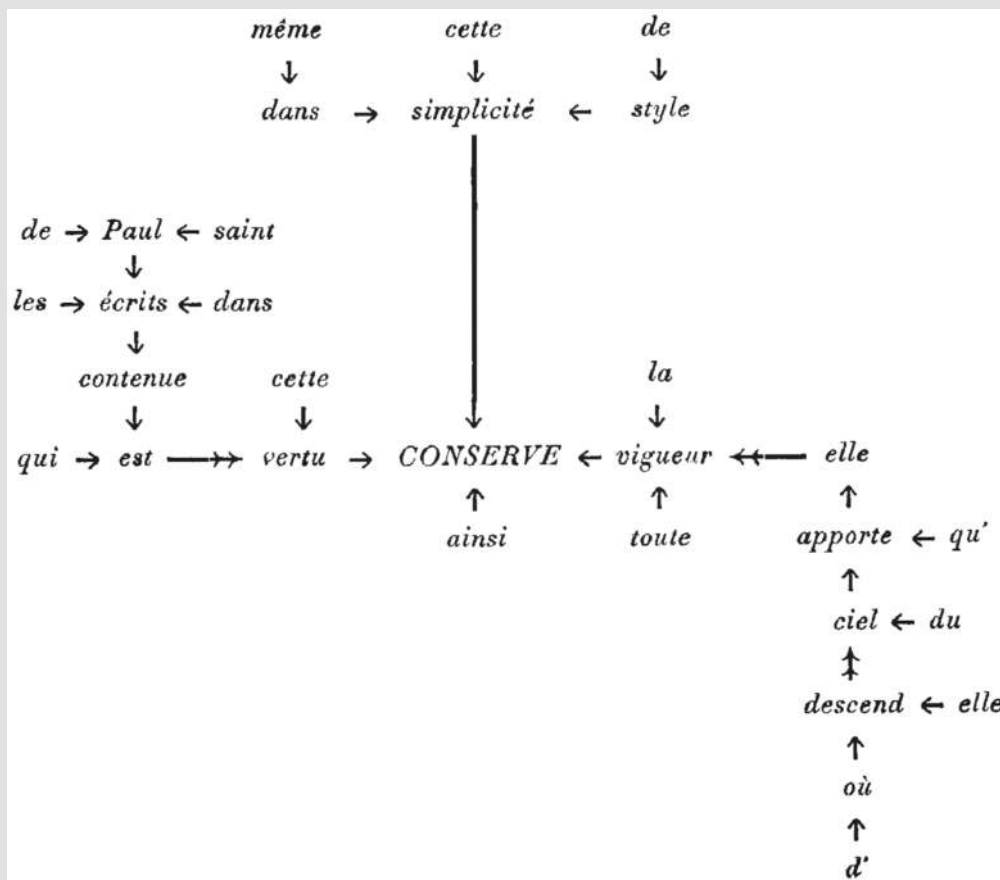 même cette de
dans → simplicité ← style
de → Paul ← saint
les → écrits ← dans
contenue cette la
qui → est → vertu → CONSERVE ← vigueur ← elle
ainsi toute apporte ← qu'
ciel ← du
descend ← elle
où
d'